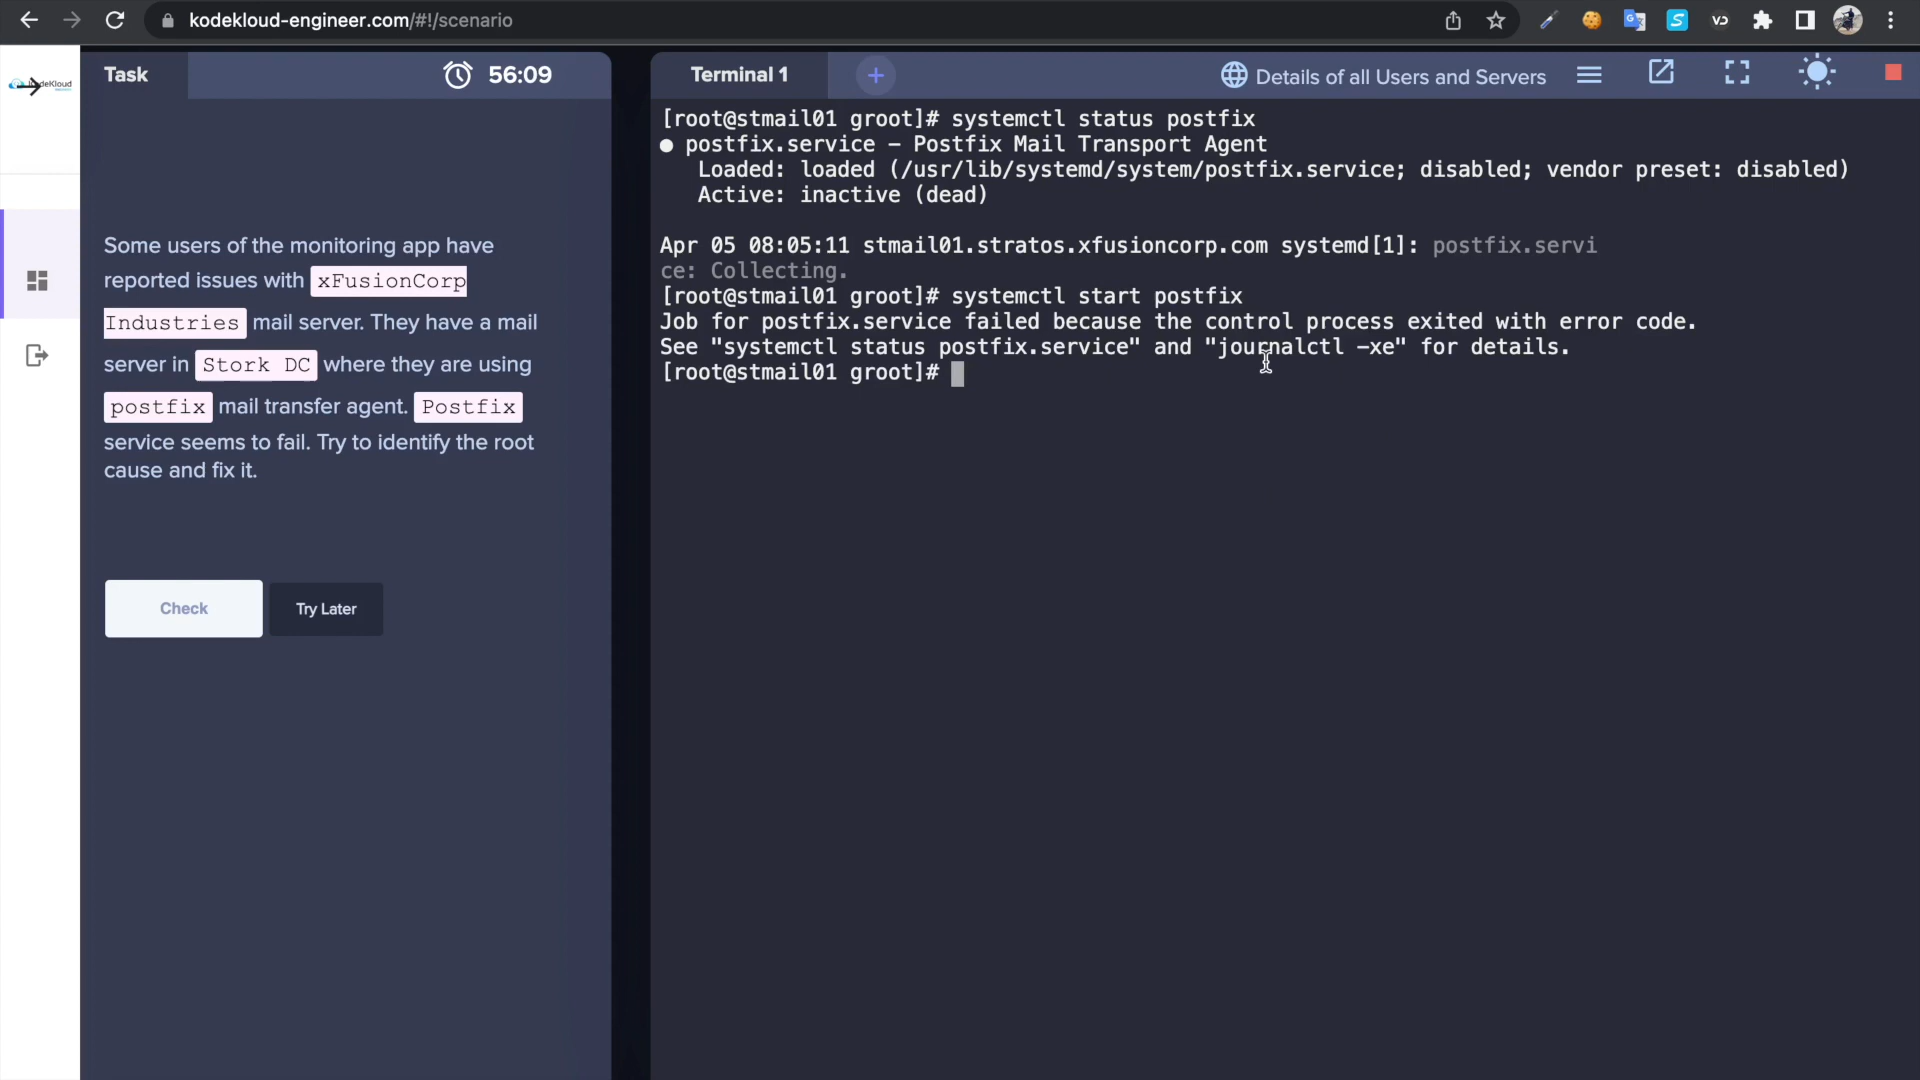 kodekloud-engineer.com/#!/scenario
Task
56:09
Terminal 1
+
Details of all Users and Servers
Some users of the monitoring app have
reported issues with xFusionCorp
Industries mail server. They have a mail
server in Stork DC where they are using
postfix mail transfer agent. Postfix
service seems to fail. Try to identify the root
cause and fix it.
Check
Try Later
[root@stmail01 groot]# systemctl status postfix
● postfix.service – Postfix Mail Transport Agent
Loaded: loaded (/usr/lib/systemd/system/postfix.service; disabled; vendor preset: disabled)
Active: inactive (dead)
Apr 05 08:05:11 stmail01.stratos.xfusioncorp.com systemd[1]: postfix.servi
ce: Collecting.
[root@stmail01 groot]# systemctl start postfix
Job for postfix.service failed because the control process exited with error code.
See "systemctl status postfix.service" and "journalctl –xe" for details.
[root@stmail01 groot]#